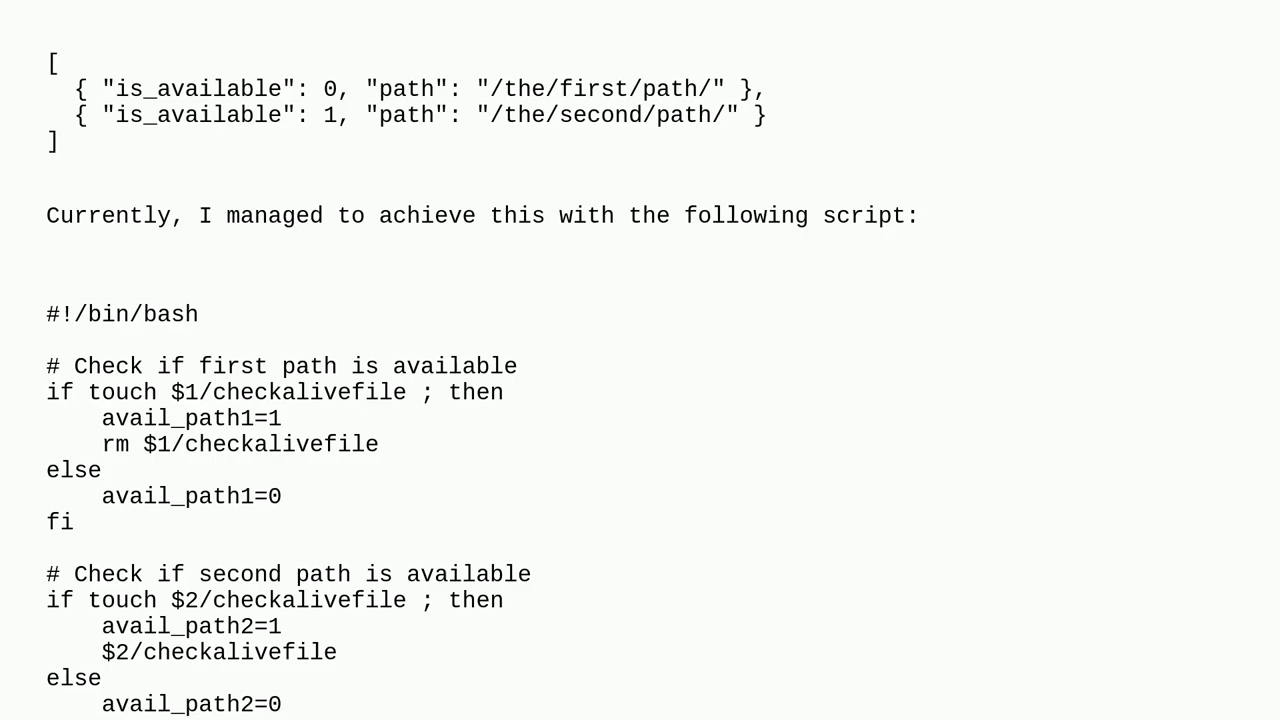 [
  { "is_available": 0, "path": "/the/first/path/" },
  { "is_available": 1, "path": "/the/second/path/" }
]
Currently, I managed to achieve this with the following script:
#!/bin/bash
# Check if first path is available
if touch $1/checkalivefile ; then
    avail_path1=1
    rm $1/checkalivefile
else
    avail_path1=0
fi
# Check if second path is available
if touch $2/checkalivefile ; then
    avail_path2=1
    $2/checkalivefile
else
    avail_path2=0